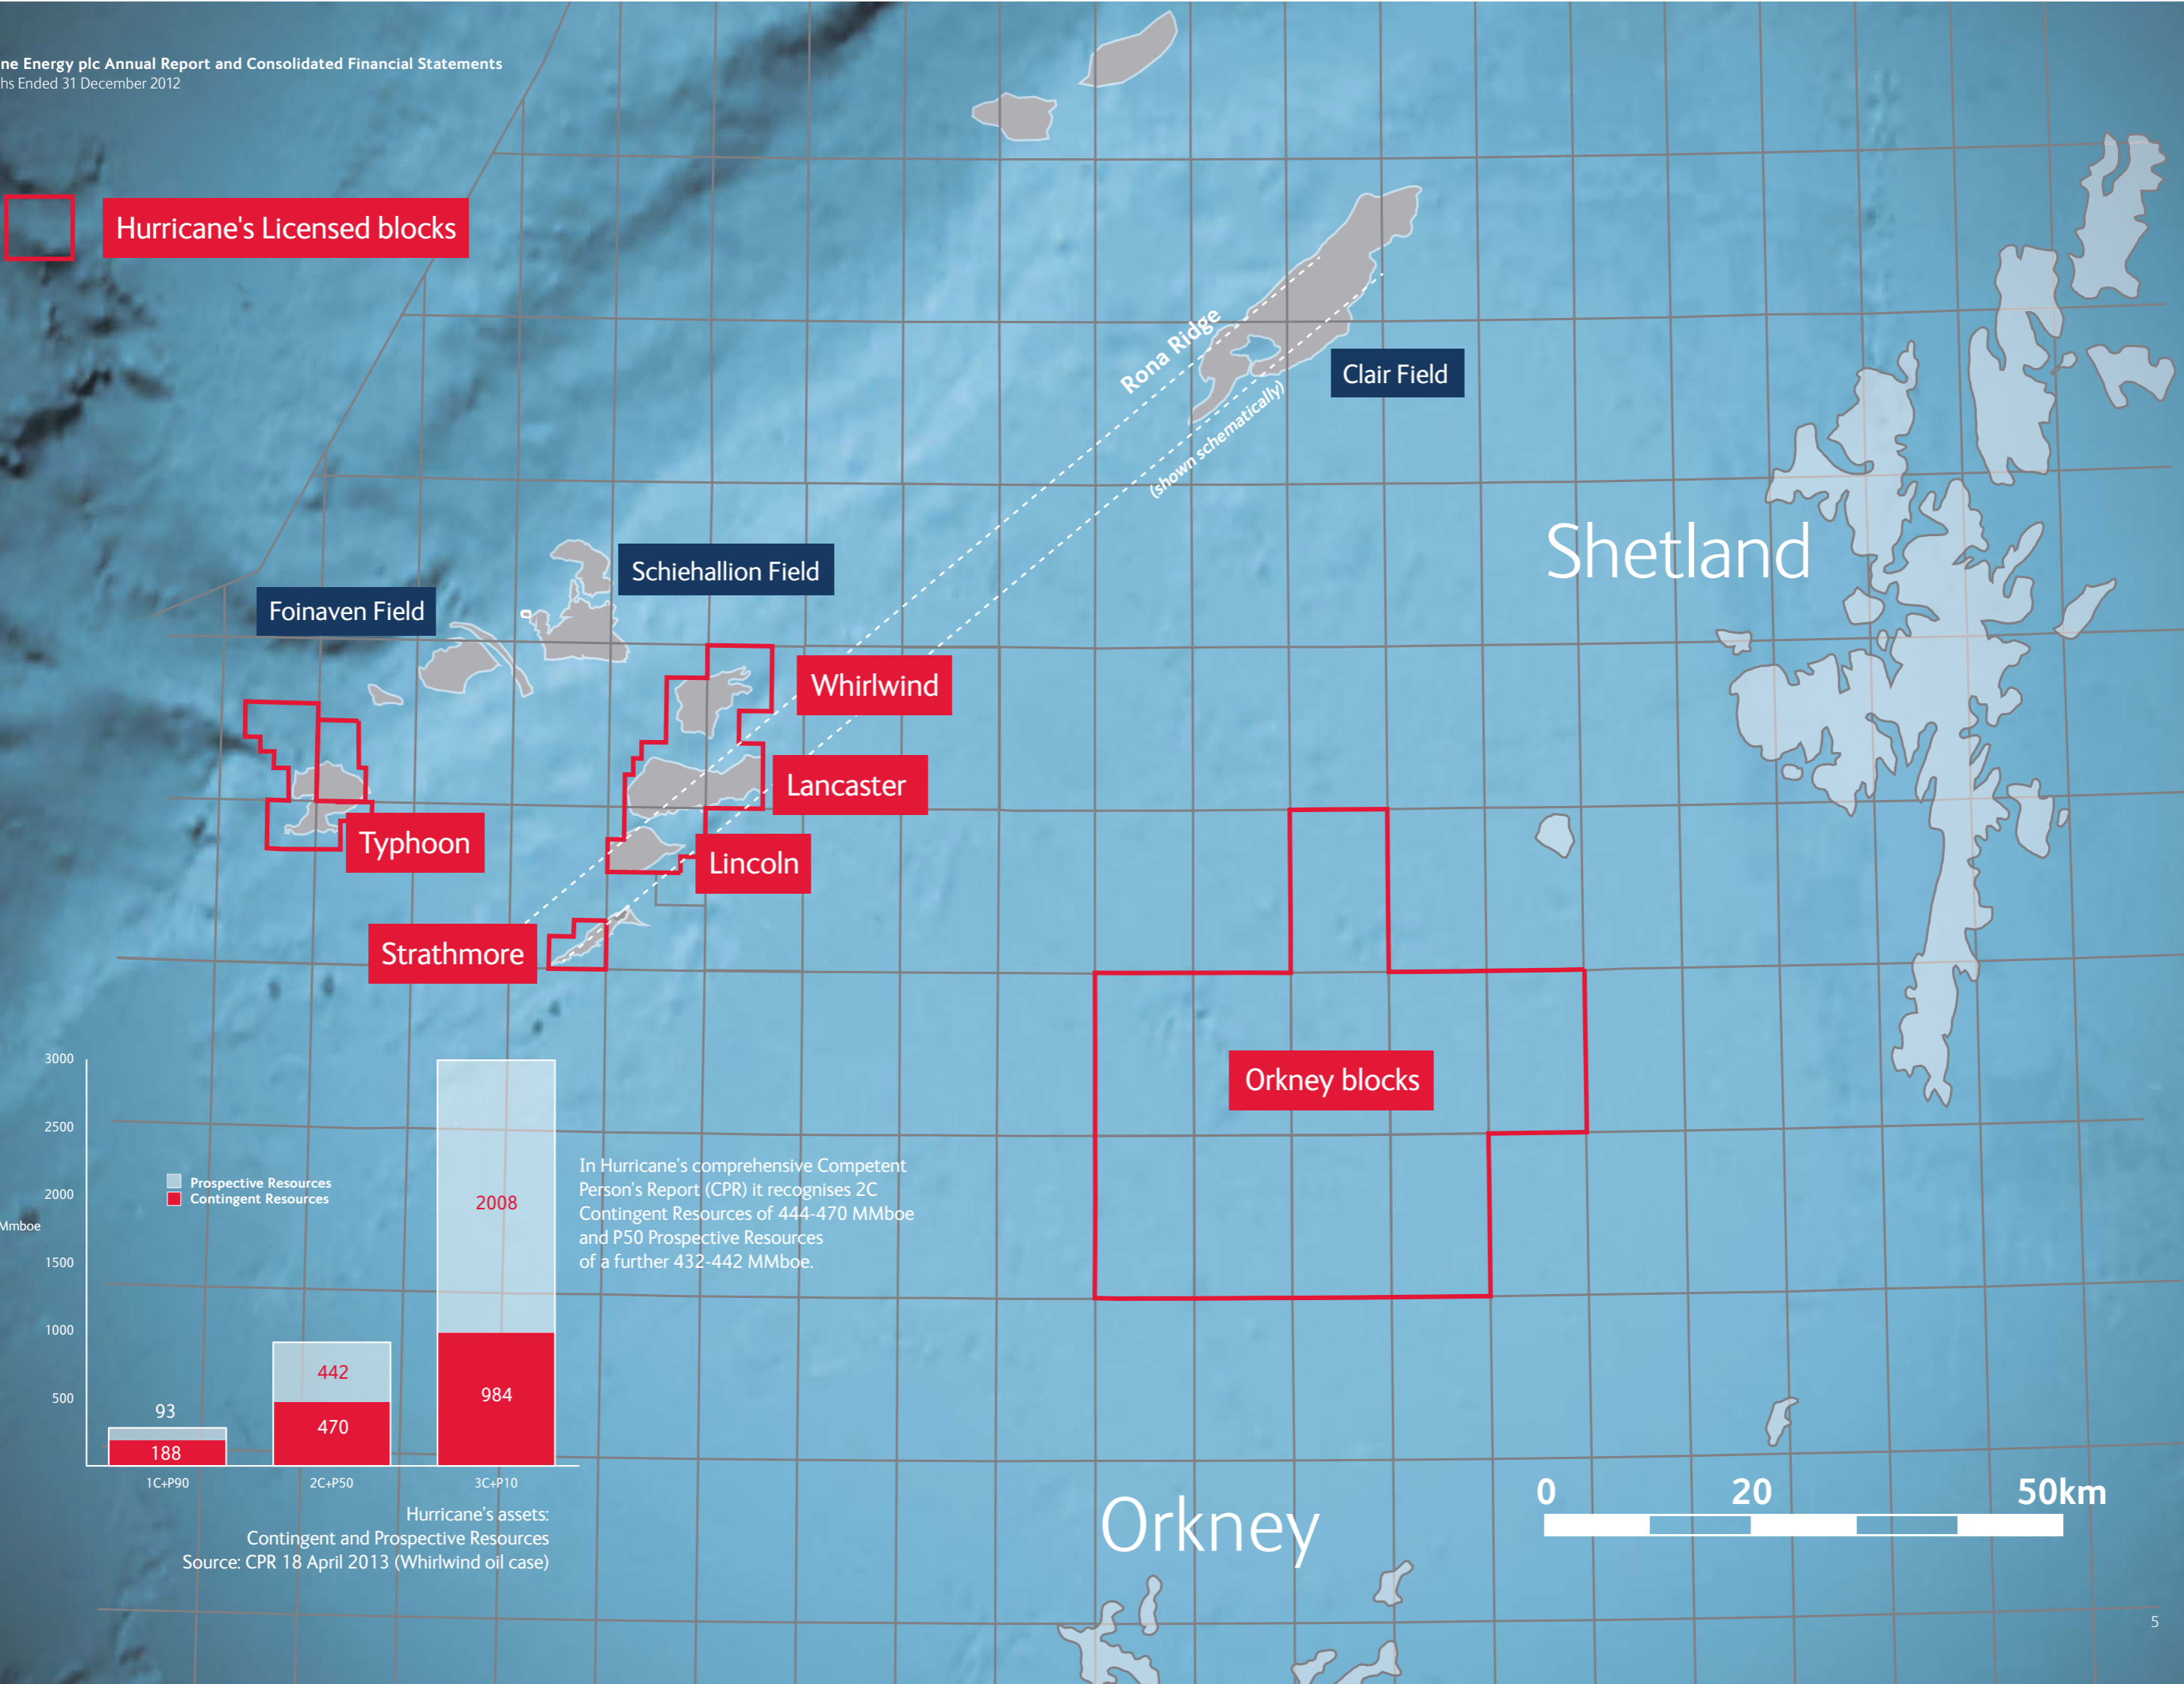 ne Energy plc Annual Report and Consolidated Financial Statements
hs Ended 31 December 2012
Hurricane's Licensed blocks
Rona Ridge
(shown schematically)
Clair Field
Shetland
Schiehallion Field
Foinaven Field
Whirlwind
Lancaster
Typhoon
Lincoln
Strathmore
Orkney blocks
3000
2500
2000
Mmboe
1500
1000
500
Prospective Resources
Contingent Resources
93
188
442
470
2008
984
1C+P90
2C+P50
3C+P10
In Hurricane's comprehensive Competent
Person's Report (CPR) it recognises 2C
Contingent Resources of 444-470 MMboe
and P50 Prospective Resources
of a further 432-442 MMboe.
Hurricane's assets:
Contingent and Prospective Resources
Source: CPR 18 April 2013 (Whirlwind oil case)
Orkney
0 20 50km
5